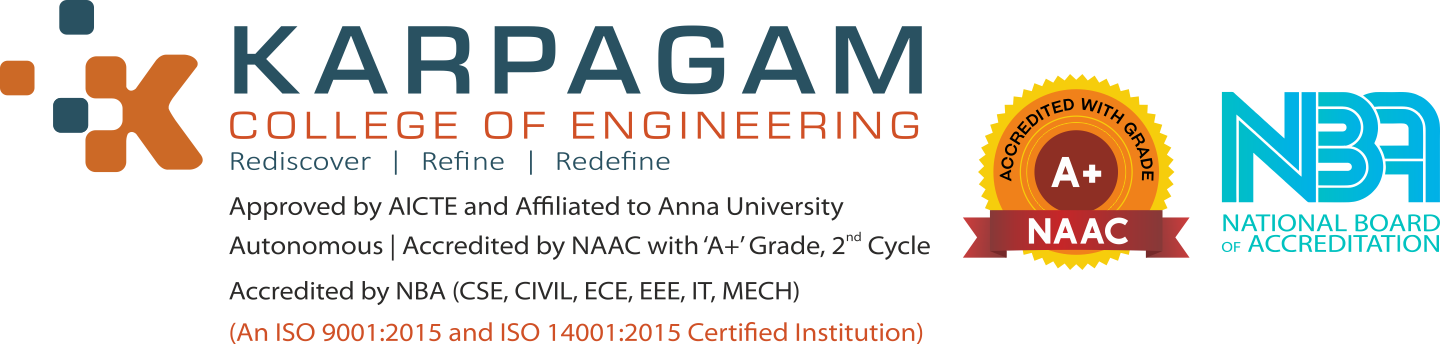 KARPAGAM
COLLEGE OF ENGINEERING
Rediscover | Refine | Redefine
Approved by AICTE and Affiliated to Anna University
Autonomous | Accredited by NAAC with ‘A+’ Grade, 2nd Cycle
Accredited by NBA (CSE, CIVIL, ECE, EEE, IT, MECH)
(An ISO 9001:2015 and ISO 14001:2015 Certified Institution)
ACCREDITED WITH GRADE
A+
NAAC
NBA
NATIONAL BOARD
OF ACCREDITATION